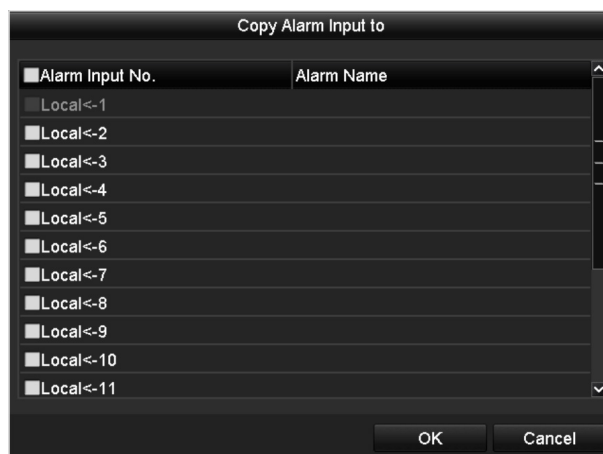 Copy Alarm Input to
Alarm Input No. Alarm Name
Local<-1
Local<-2
Local<-3
Local<-4
Local<-5
Local<-6
Local<-7
Local<-8
Local<-9
Local<-10
Local<-11
OK Cancel